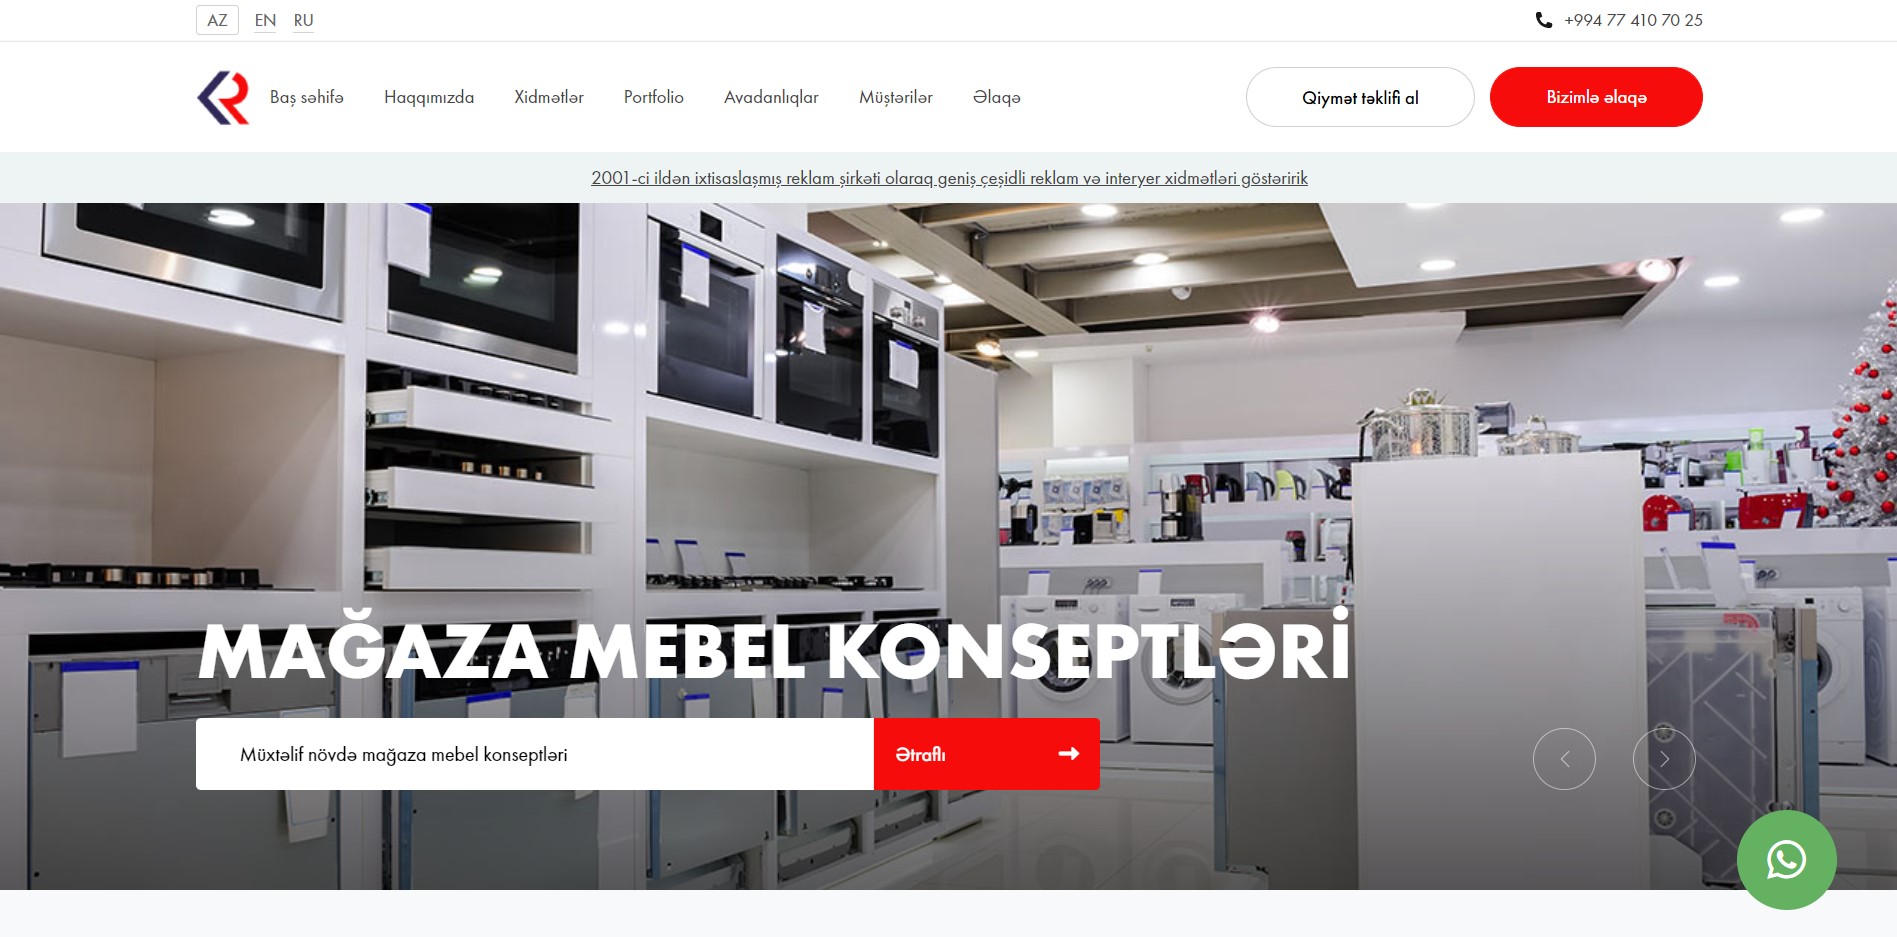 AZ EN RU +994 77 410 70 25
Baş səhifə Haqqımızda Xidmətlər Portfolio Avadanlıqlar Müştərilər Əlaqə Qiymət təklifi al Bizimlə əlaqə
2001-ci ildən ixtisaslaşmış reklam şirkəti olaraq geniş çeşidli reklam və interyer xidmətləri göstəririk
MAĞAZA MEBEL KONSEPTLƏRİ
Müxtəlif növdə mağaza mebel konseptləri Ətraflı